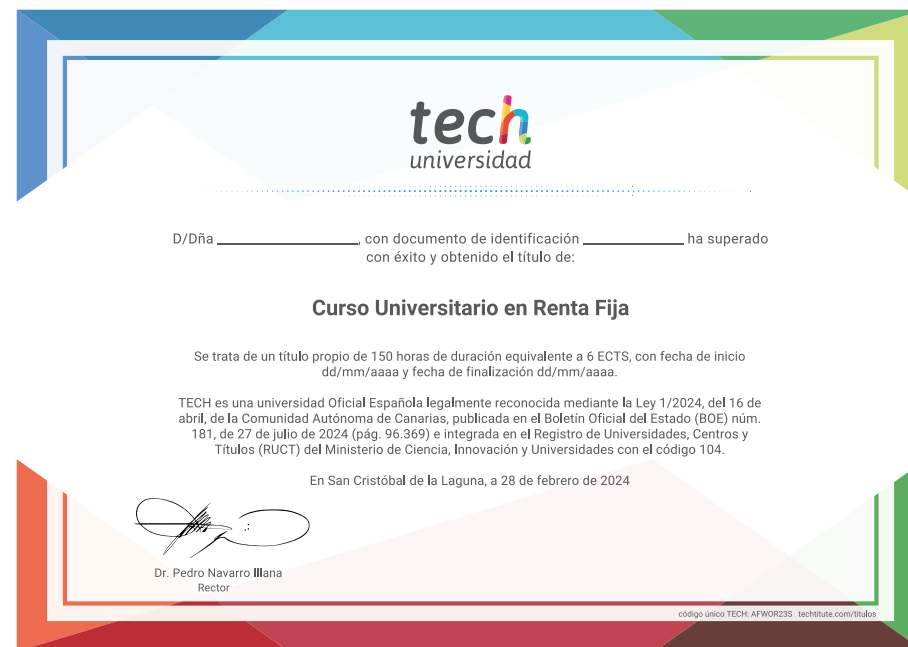 tech
universidad
D/Dña ______________, con documento de identificación __________ ha superado
con éxito y obtenido el título de:
Curso Universitario en Renta Fija
Se trata de un título propio de 150 horas de duración equivalente a 6 ECTS, con fecha de inicio
dd/mm/aaaa y fecha de finalización dd/mm/aaaa.
TECH es una universidad Oficial Española legalmente reconocida mediante la Ley 1/2024, del 16 de
abril, de la Comunidad Autónoma de Canarias, publicada en el Boletín Oficial del Estado (BOE) núm.
181, de 27 de julio de 2024 (pág. 96.369) e integrada en el Registro de Universidades, Centros y
Títulos (RUCT) del Ministerio de Ciencia, Innovación y Universidades con el código 104.
En San Cristóbal de la Laguna, a 28 de febrero de 2024
Dr. Pedro Navarro Illana
Rector
código único TECH: AFWOR23S techtitute.com/titulos